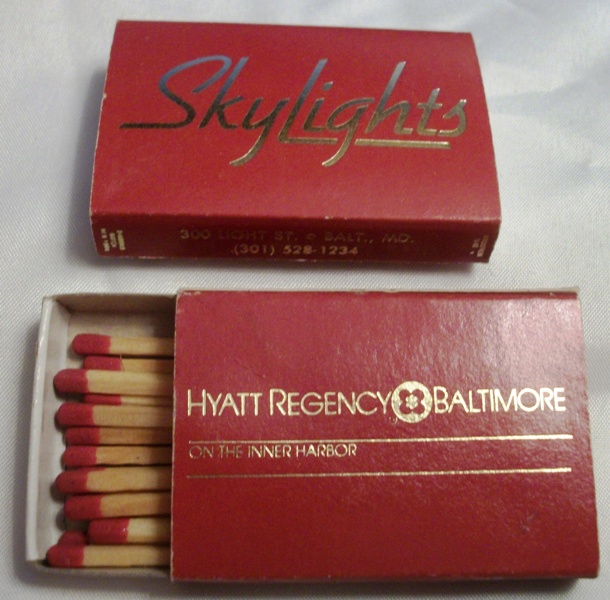 SkyLights
300 LIGHT ST. • BALT., MD.
(301) 528-1234
HYATT REGENCY BALTIMORE
ON THE INNER HARBOR